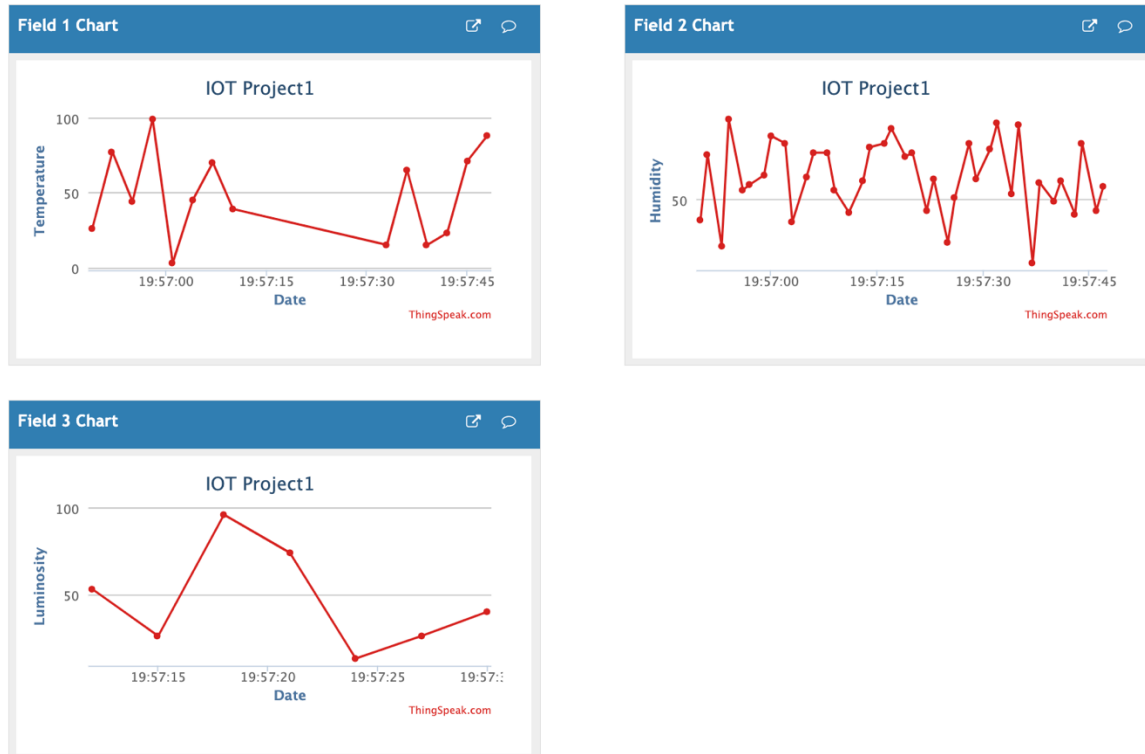 Field 1 Chart
IOT Project1
Temperature
100
50
0
19:57:00 19:57:15 19:57:30 19:57:45
Date
ThingSpeak.com
Field 2 Chart
IOT Project1
Humidity
50
19:57:00 19:57:15 19:57:30 19:57:45
Date
ThingSpeak.com
Field 3 Chart
IOT Project1
Luminosity
100
50
19:57:15 19:57:20 19:57:25
Date
ThingSpeak.com